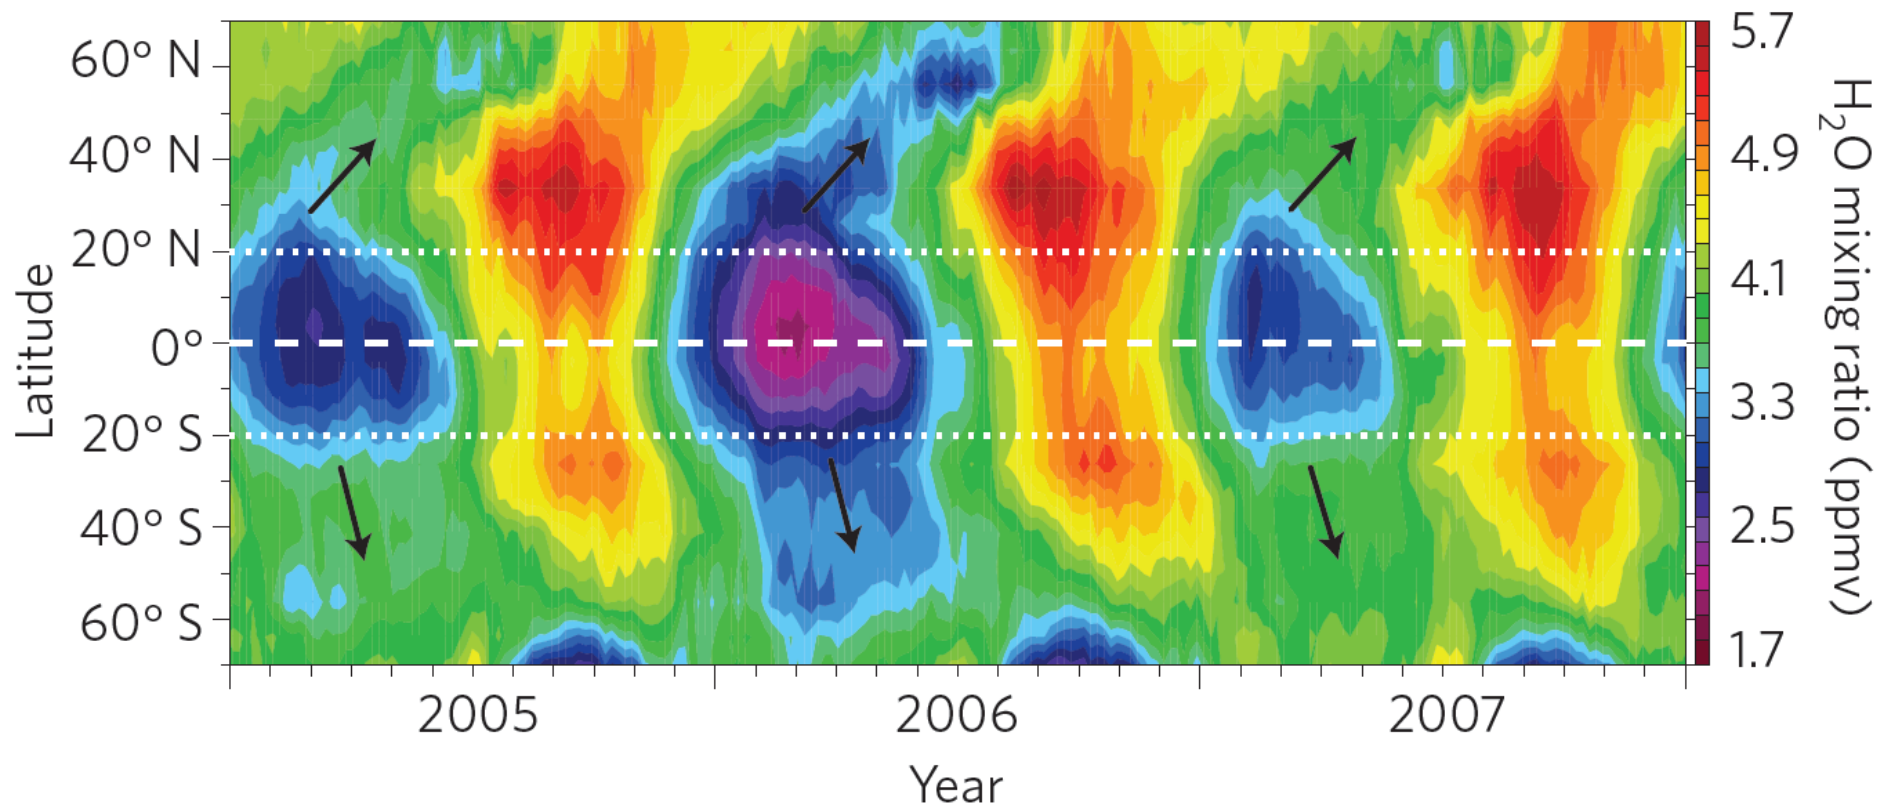 60° N
40° N
20° N
0°
20° S
40° S
60° S
Latitude
2005 2006 2007
Year
5.7
4.9
4.1
3.3
2.5
1.7
H₂O mixing ratio (ppmv)